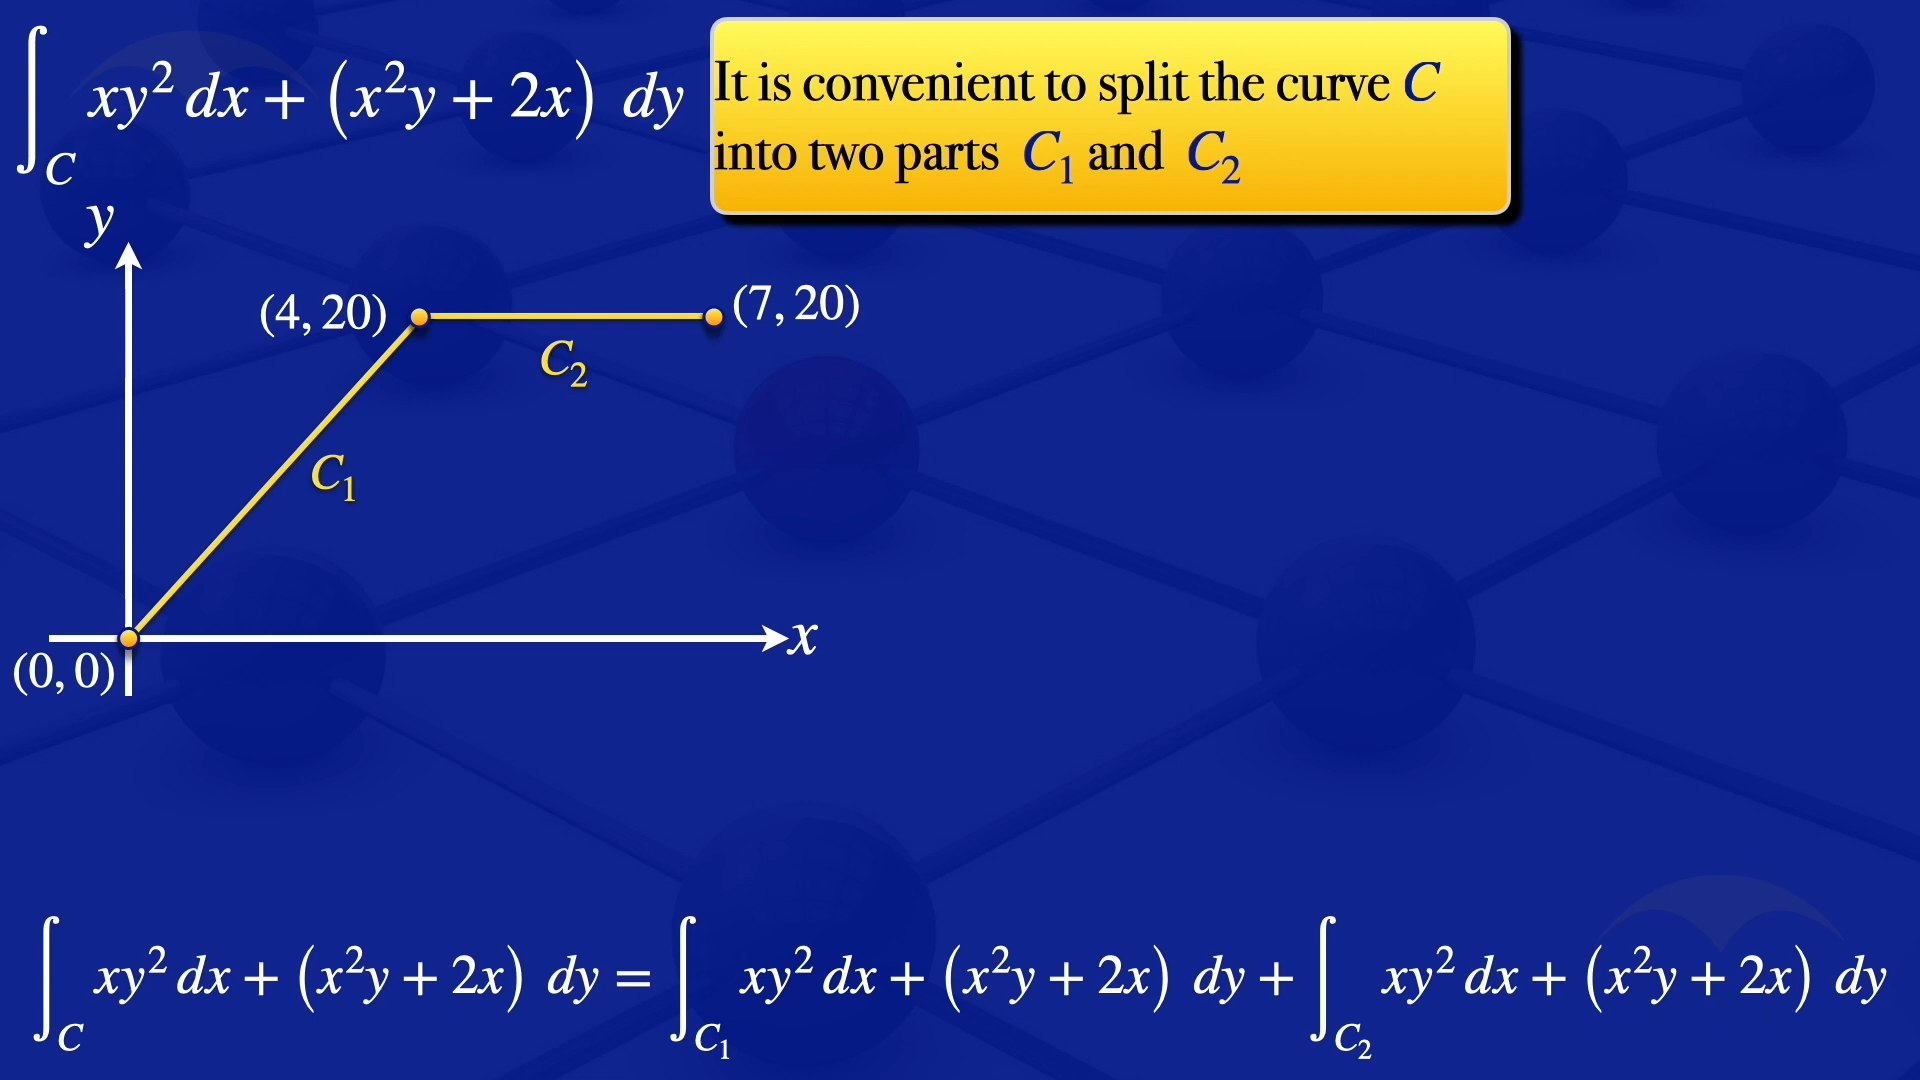 ∫_C xy² dx + (x²y + 2x) dy
It is convenient to split the curve C
into two parts C₁ and C₂
y
(4, 20)
(7, 20)
C₂
C₁
x
(0, 0)
∫_C xy² dx + (x²y + 2x) dy = ∫_C₁ xy² dx + (x²y + 2x) dy + ∫_C₂ xy² dx + (x²y + 2x) dy